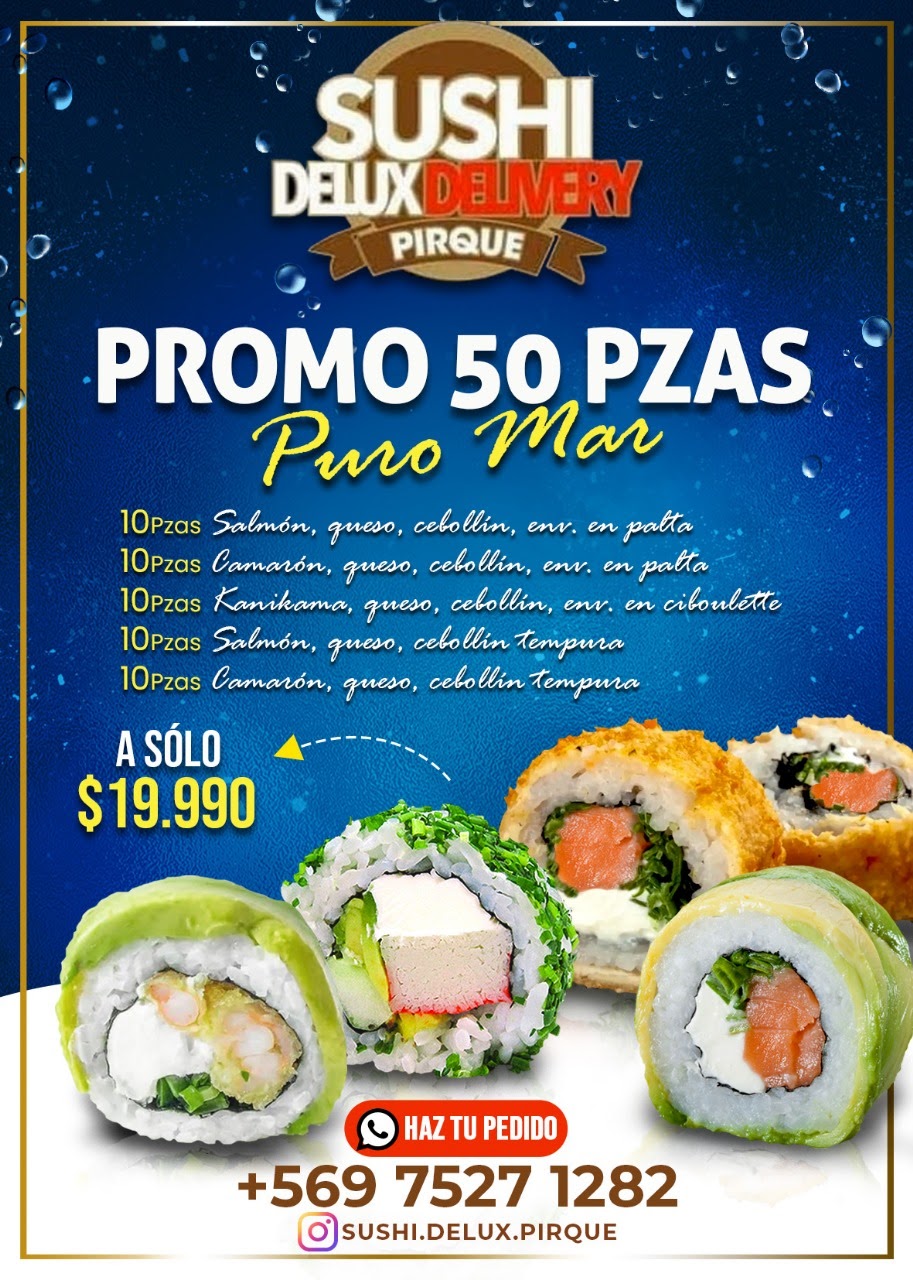 SUSHI
DELUX DELIVERY
PIRQUE
PROMO 50 PZAS
Puro Mar
10Pzas Salmón, queso, cebollín, env. en palta
10Pzas Camarón, queso, cebollín, env. en palta
10Pzas Kanikama, queso, cebollín, env. en ciboulette
10Pzas Salmón, queso, cebollín tempura
10Pzas Camarón, queso, cebollín tempura
A SÓLO
$19.990
HAZ TU PEDIDO
+569 7527 1282
SUSHI.DELUX.PIRQUE